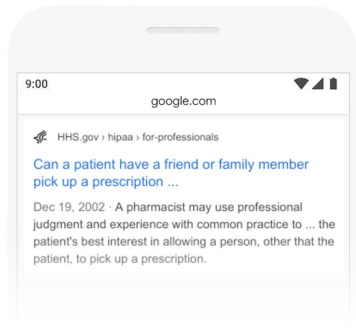 9:00
google.com
HHS.gov › hipaa › for-professionals
Can a patient have a friend or family member
pick up a prescription ...
Dec 19, 2002 · A pharmacist may use professional
judgment and experience with common practice to ... the
patient's best interest in allowing a person, other that the
patient, to pick up a prescription.